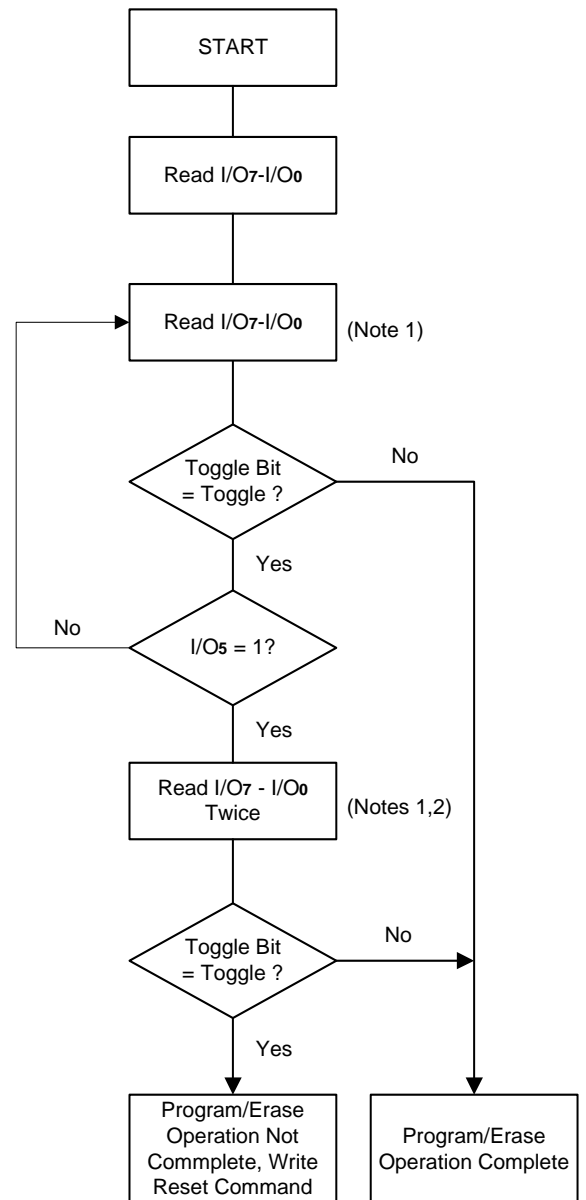 START
Read I/O7-I/O0
Read I/O7-I/O0
(Note 1)
Toggle Bit
= Toggle ?
No
Yes
No
I/O5 = 1?
Yes
Read I/O7 - I/O0
Twice
(Notes 1,2)
Toggle Bit
= Toggle ?
No
Yes
Program/Erase
Operation Not
Commplete, Write
Reset Command
Program/Erase
Operation Complete